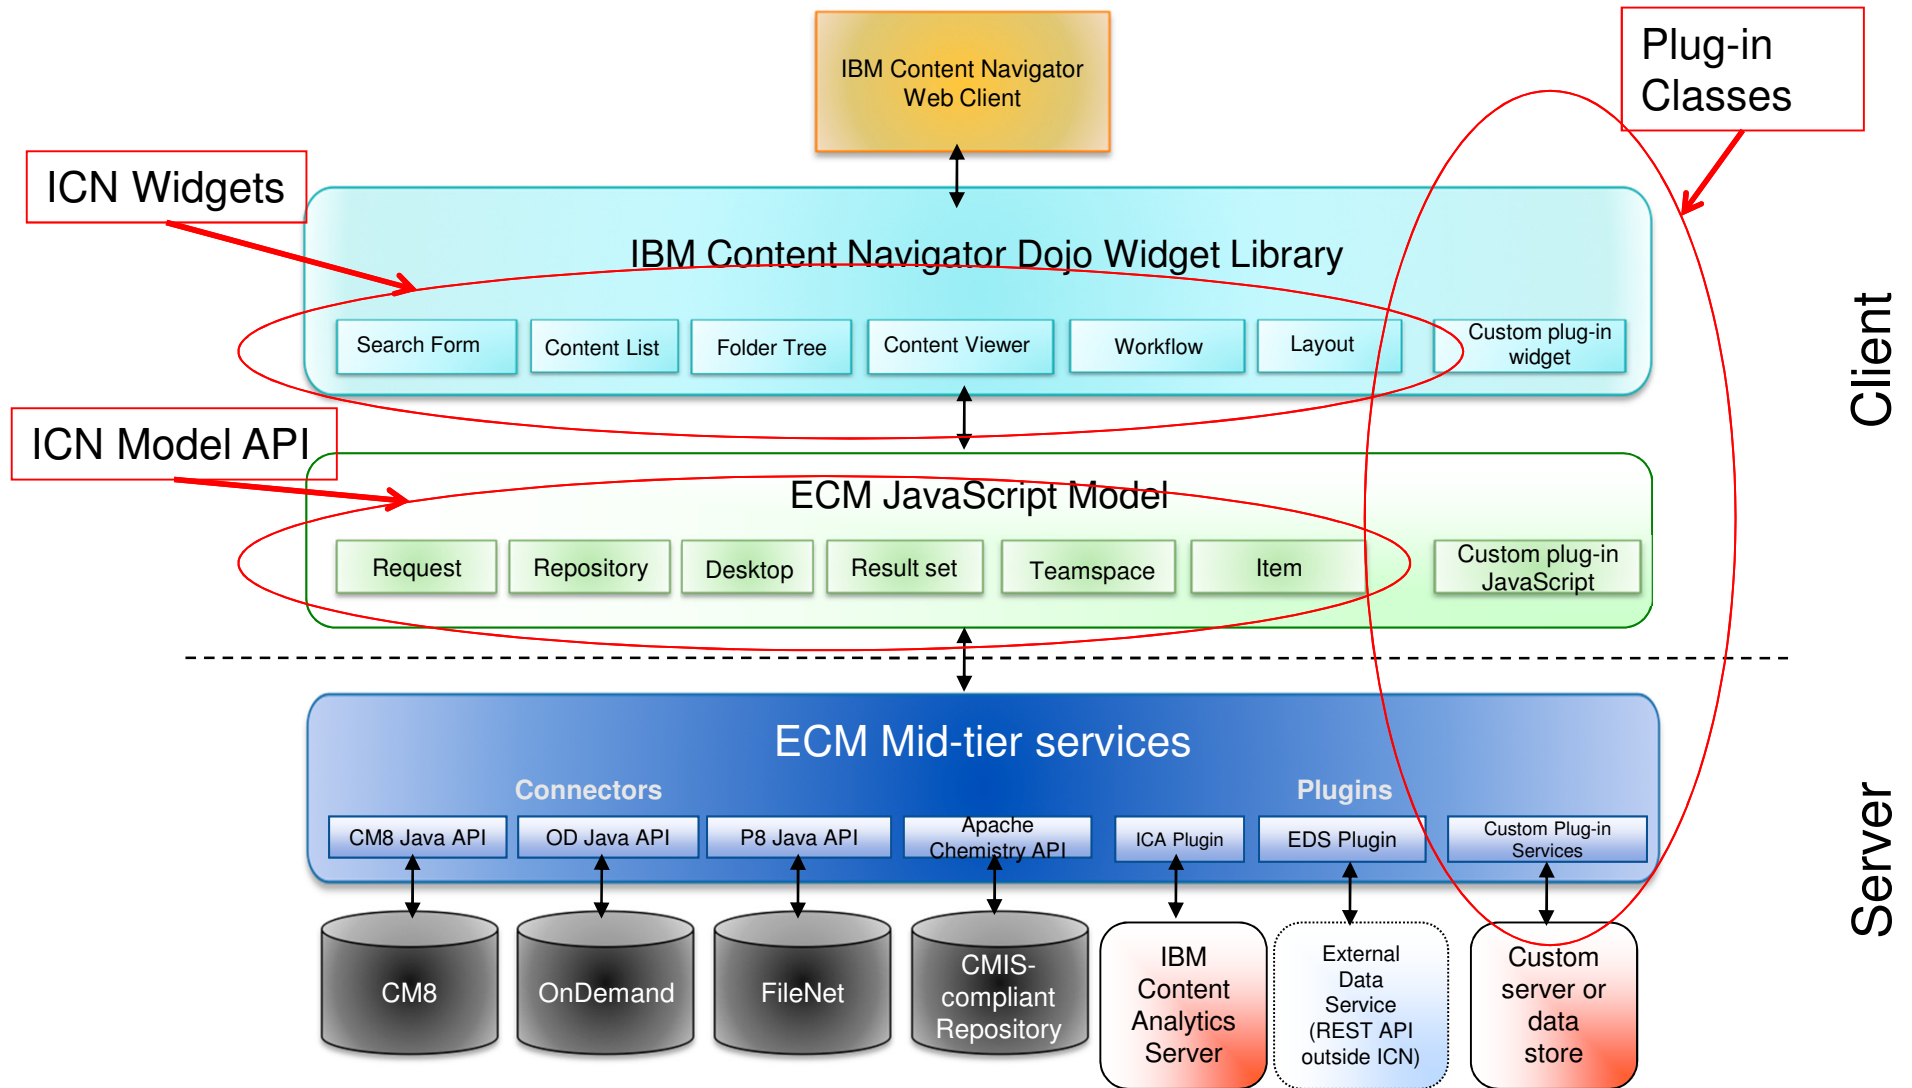 IBM Content Navigator
Web Client
Plug-in
Classes
ICN Widgets
IBM Content Navigator Dojo Widget Library
Search Form
Content List
Folder Tree
Content Viewer
Workflow
Layout
Custom plug-in
widget
Client
ICN Model API
ECM JavaScript Model
Request
Repository
Desktop
Result set
Teamspace
Item
Custom plug-in
JavaScript
ECM Mid-tier services
Connectors
Plugins
CM8 Java API
OD Java API
P8 Java API
Apache
Chemistry API
ICA Plugin
EDS Plugin
Custom Plug-in
Services
Server
CM8
OnDemand
FileNet
CMIS-
compliant
Repository
IBM
Content
Analytics
Server
External
Data
Service
(REST API
outside ICN)
Custom
server or
data
store